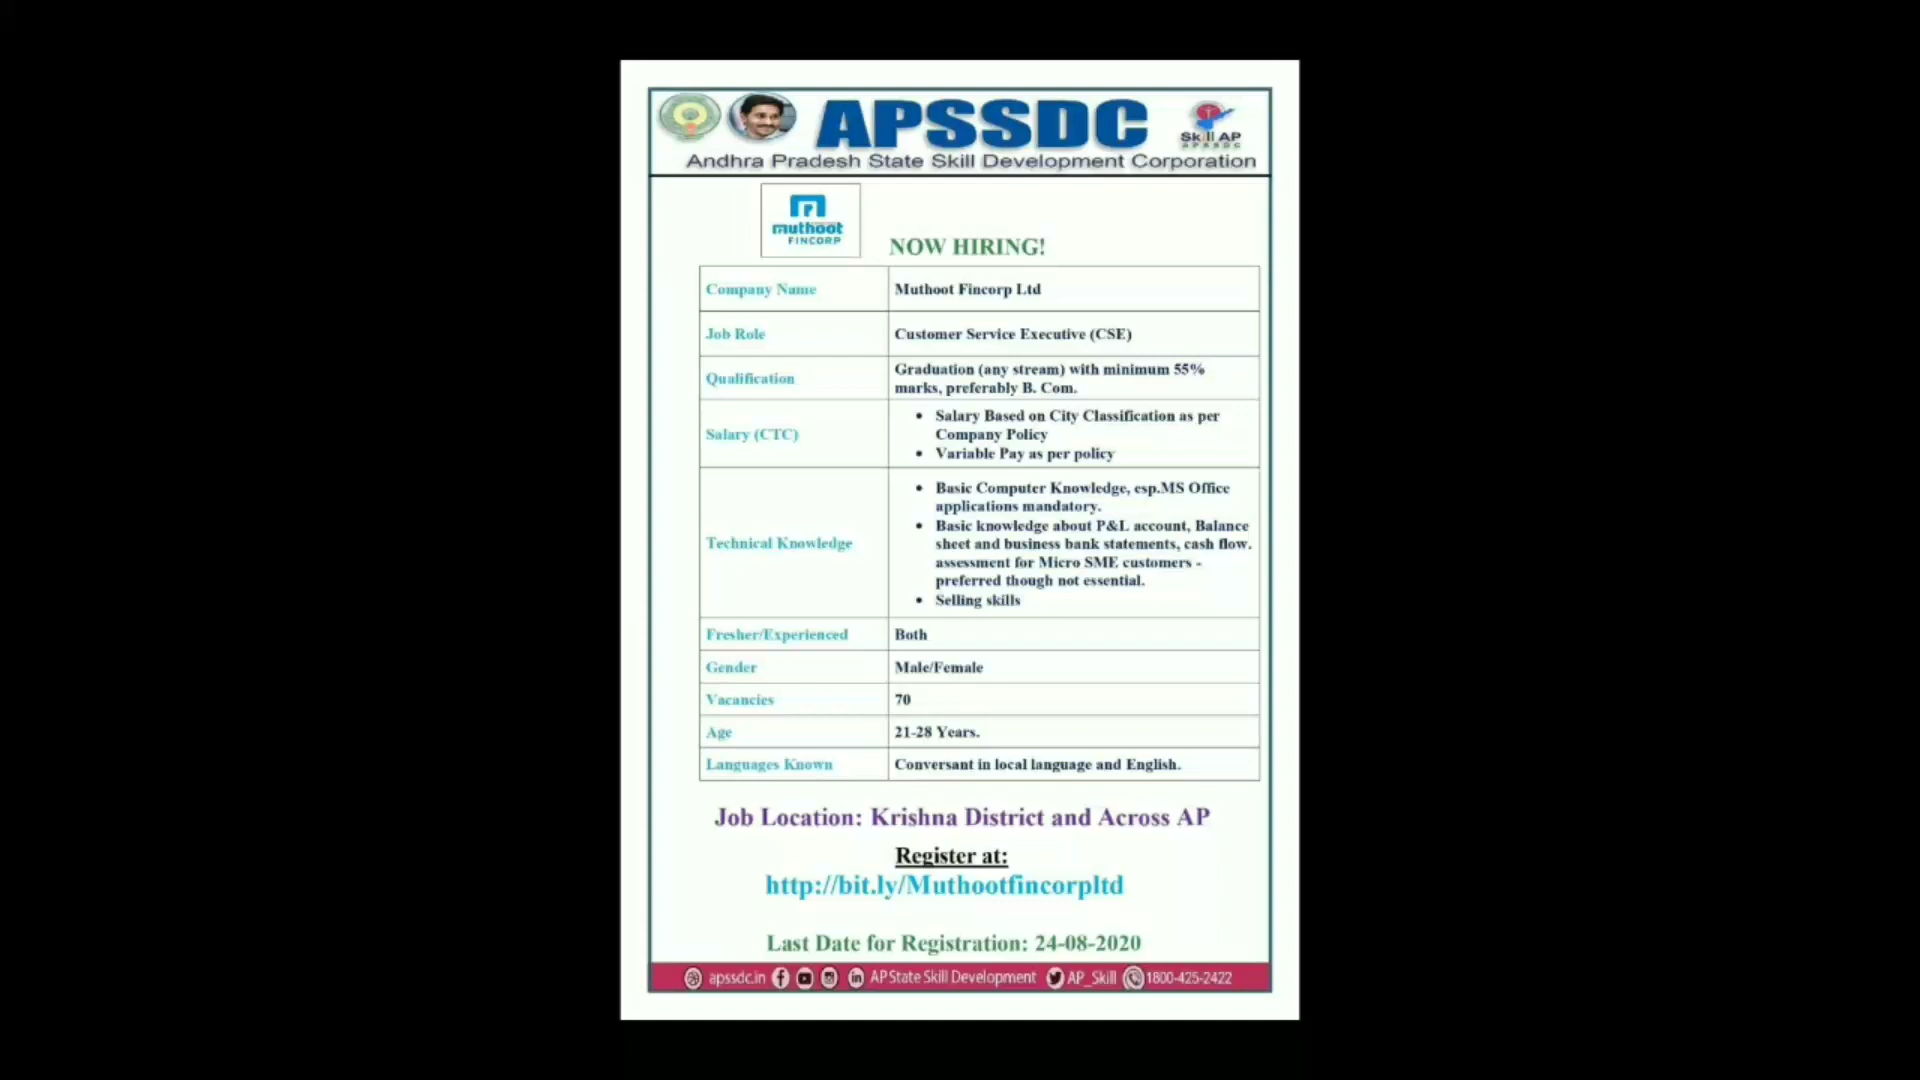 APSSDC
Skill AP
APSSDC
Andhra Pradesh State Skill Development Corporation
muthoot
FINCORP
NOW HIRING!
Company Name
Muthoot Fincorp Ltd
Job Role
Customer Service Executive (CSE)
Qualification
Graduation (any stream) with minimum 55%
marks, preferably B. Com.
Salary (CTC)
• Salary Based on City Classification as per
Company Policy
• Variable Pay as per policy
Technical Knowledge
• Basic Computer Knowledge, esp.MS Office
applications mandatory.
• Basic knowledge about P&L account, Balance
sheet and business bank statements, cash flow.
assessment for Micro SME customers -
preferred though not essential.
• Selling skills
Fresher/Experienced
Both
Gender
Male/Female
Vacancies
70
Age
21-28 Years.
Languages Known
Conversant in local language and English.
Job Location: Krishna District and Across AP
Register at:
http://bit.ly/Muthootfincorpltd
Last Date for Registration: 24-08-2020
apssdc.in AP State Skill Development AP_Skill 1800-425-2422